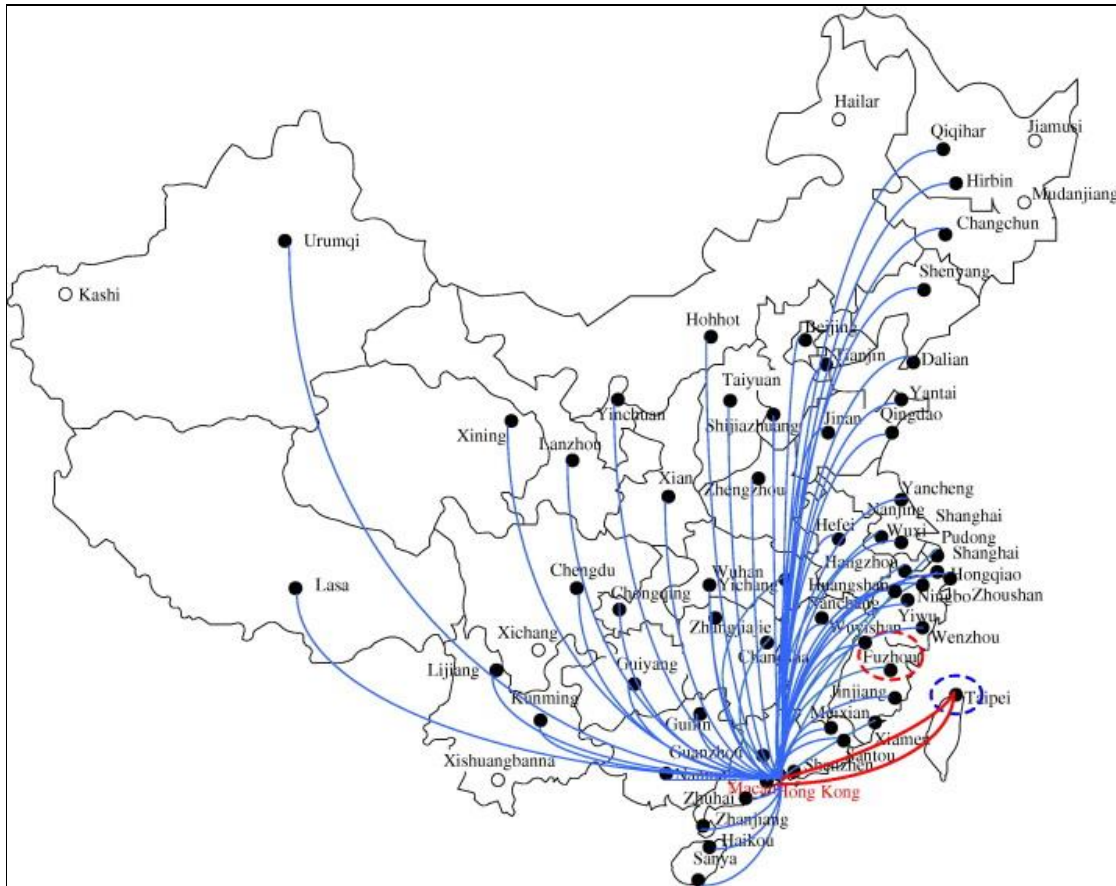 Hailar
Qiqihar
Jiamusi
Hirbin
Mudanjiang
Changchun
Urumqi
Shenyang
Kashi
Hohhot
Beijing
Tianjin
Dalian
Taiyuan
Yantai
Yinchuan
Shijiazhuang
Jinan
Qingdao
Xining
Lanzhou
Xian
Zhengzhou
Yancheng
Nanjing
Shanghai
Hefei
Wuxi
Pudong
Shanghai
Hangzhou
Chengdu
Wuhan
Yichang
Huangshan
Hongqiao
Lasa
Chongqing
Ningbo
Zhoushan
Nanchang
Yiwu
Zhangjiajie
Wuyishan
Wenzhou
Xichang
Changsha
Fuzhou
Lijiang
Guiyang
Kunming
Jinjiang
Taipei
Guilin
Meixian
Xiamen
Guanzhou
Santou
Xishuangbanna
Shenzhen
Macau
Hong Kong
Zhuhai
Zhanjiang
Haikou
Sanya